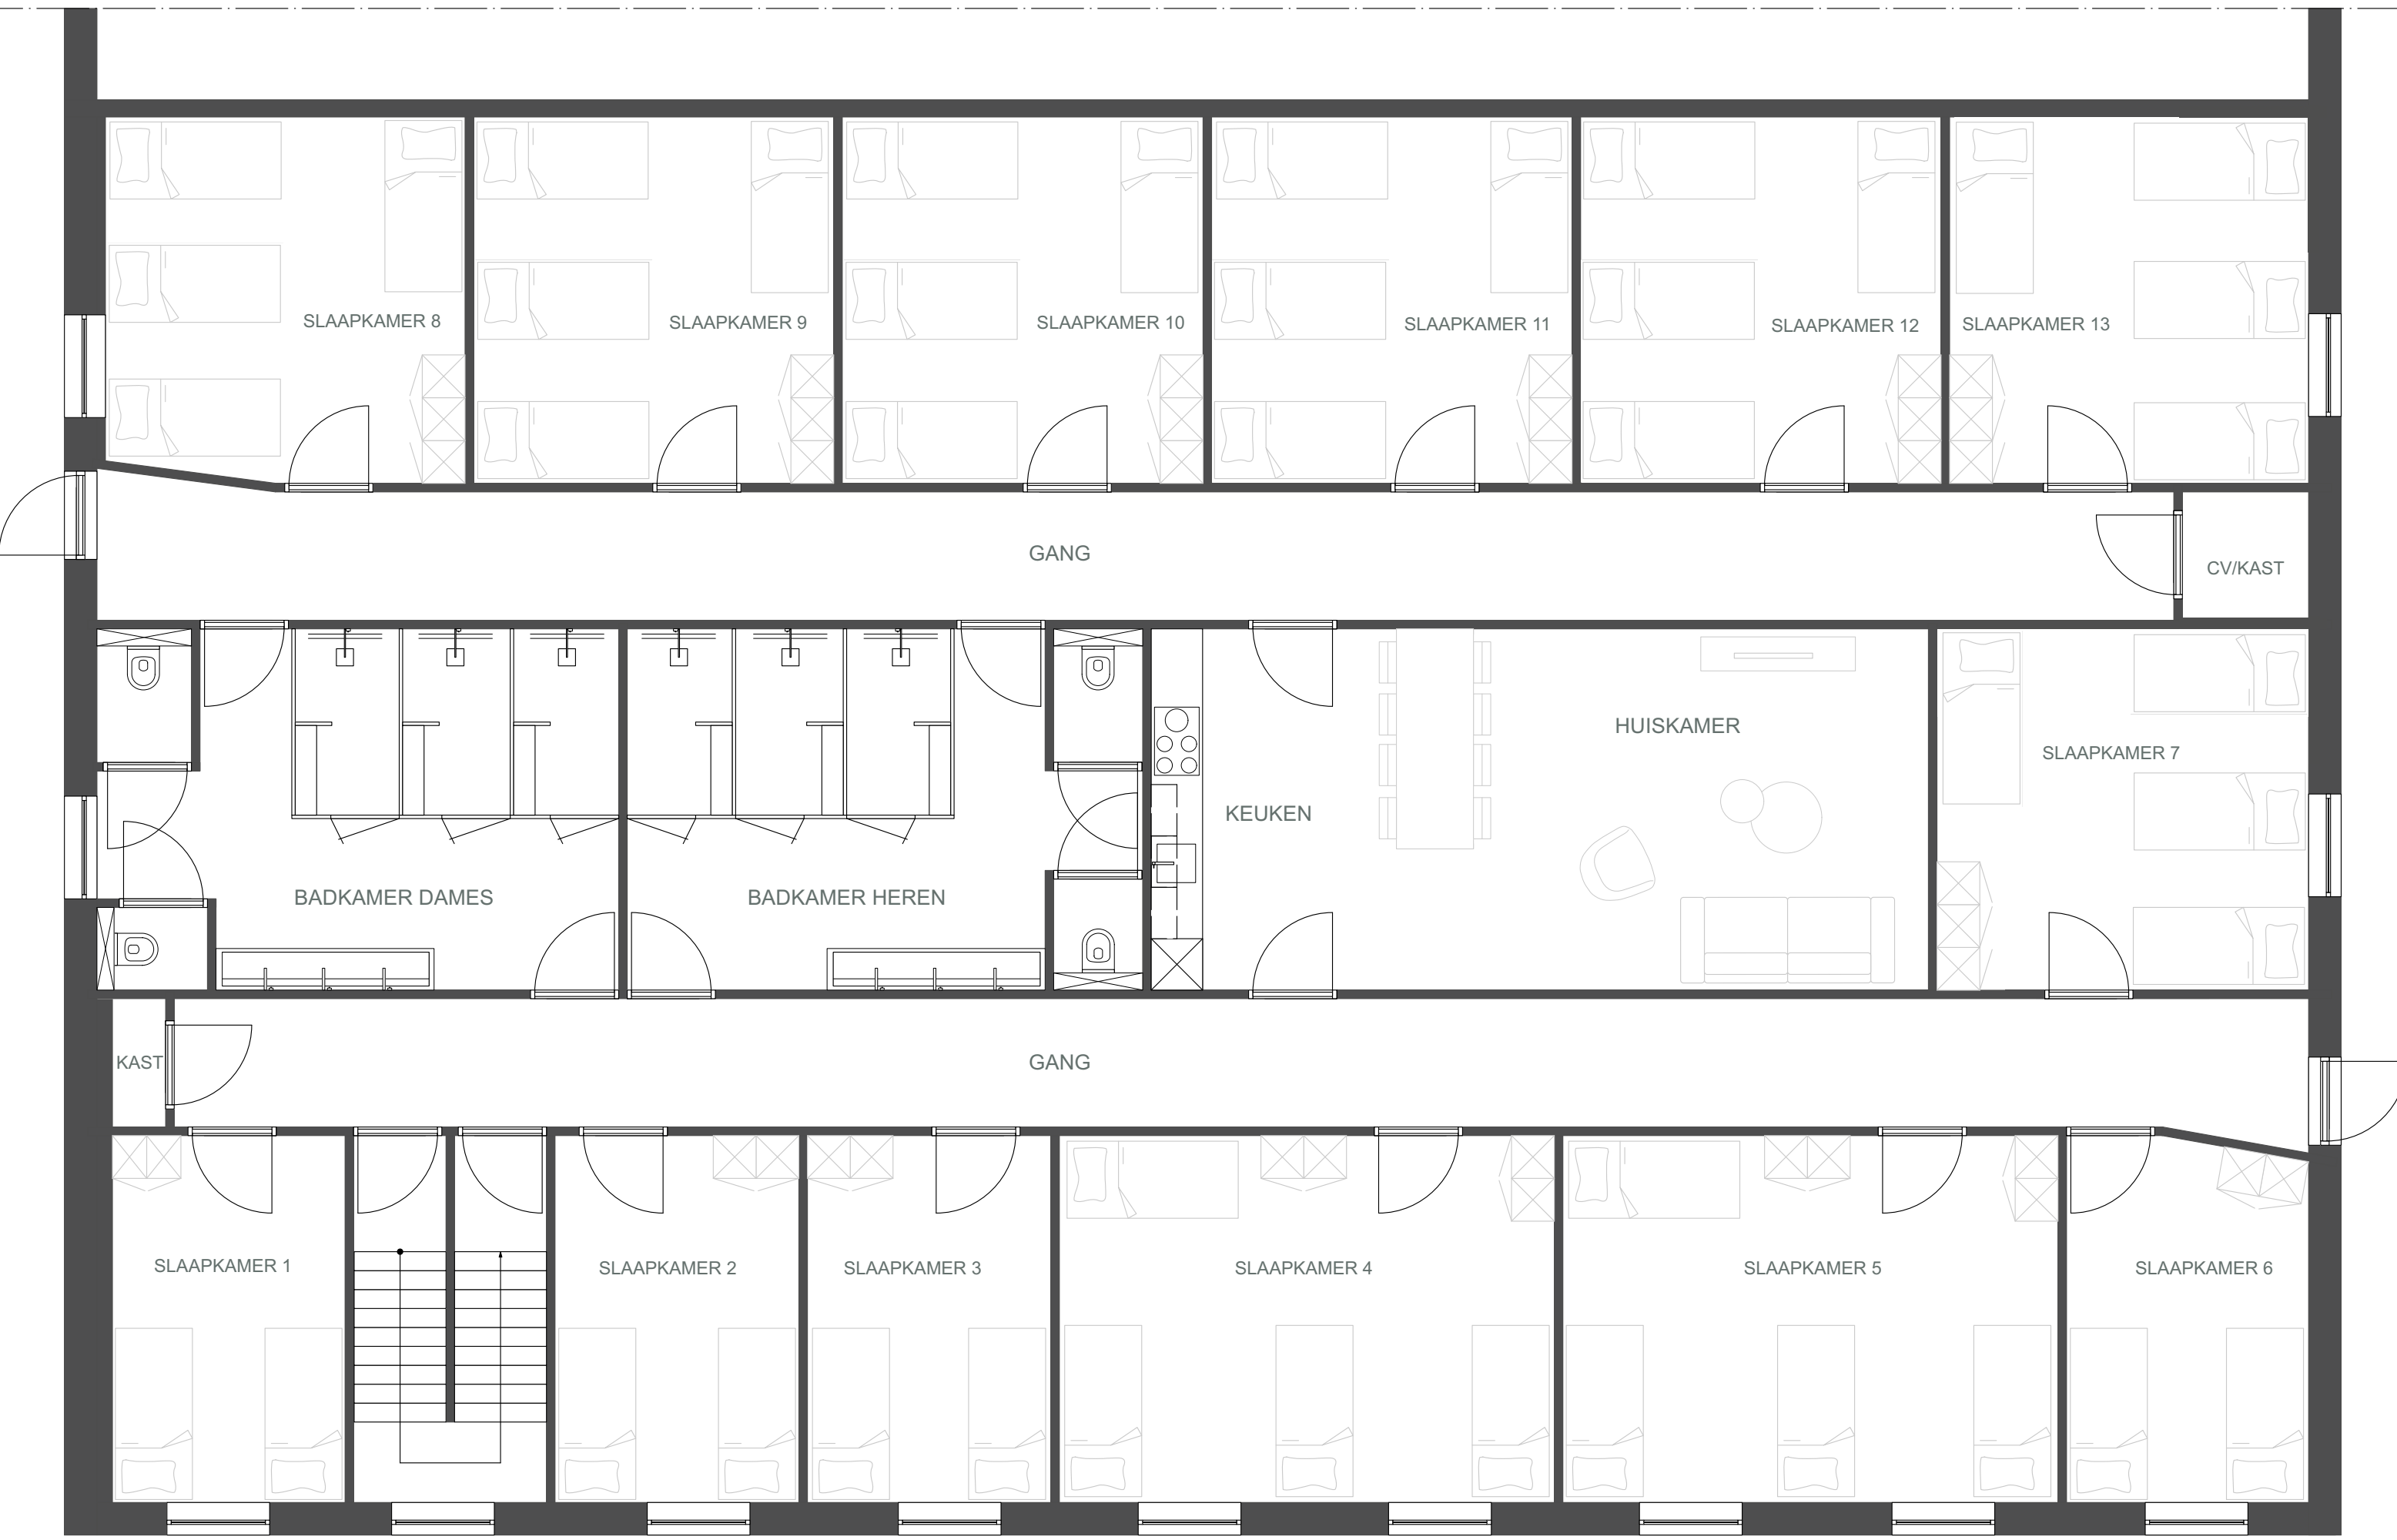 SLAAPKAMER 8
SLAAPKAMER 9
SLAAPKAMER 10
SLAAPKAMER 11
SLAAPKAMER 12
SLAAPKAMER 13
GANG
CV/KAST
HUISKAMER
SLAAPKAMER 7
KEUKEN
BADKAMER DAMES
BADKAMER HEREN
KAST
GANG
SLAAPKAMER 1
SLAAPKAMER 2
SLAAPKAMER 3
SLAAPKAMER 4
SLAAPKAMER 5
SLAAPKAMER 6